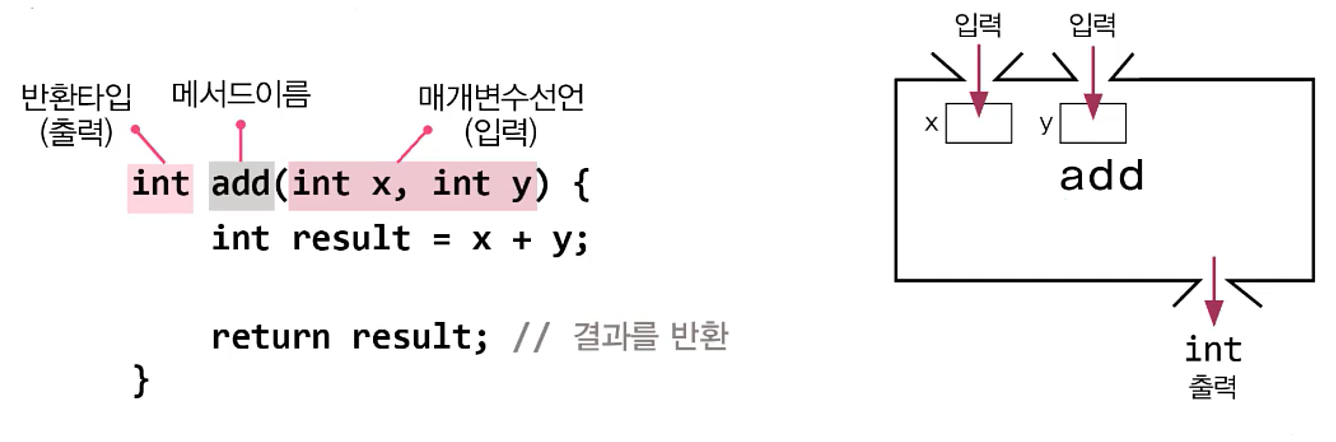 반환타입
(출력)
메서드이름
매개변수선언
(입력)
int add(int x, int y) {
int result = x + y;
return result; // 결과를 반환
}
입력
입력
x
y
add
int
출력